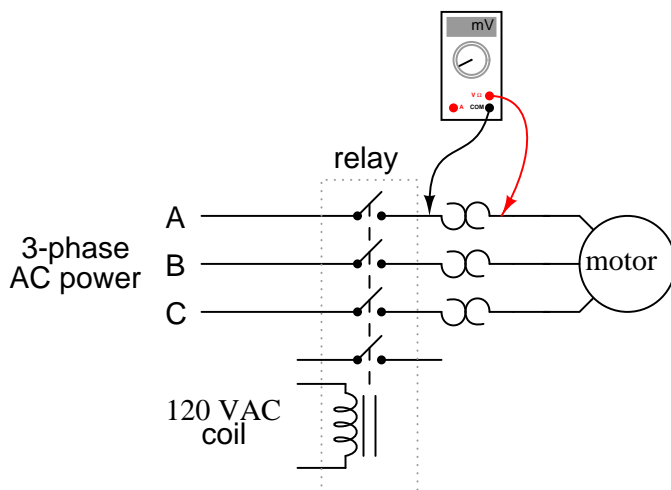 mV
V Ω
A
COM
relay
A
3-phase
AC power
B
motor
C
120 VAC
coil